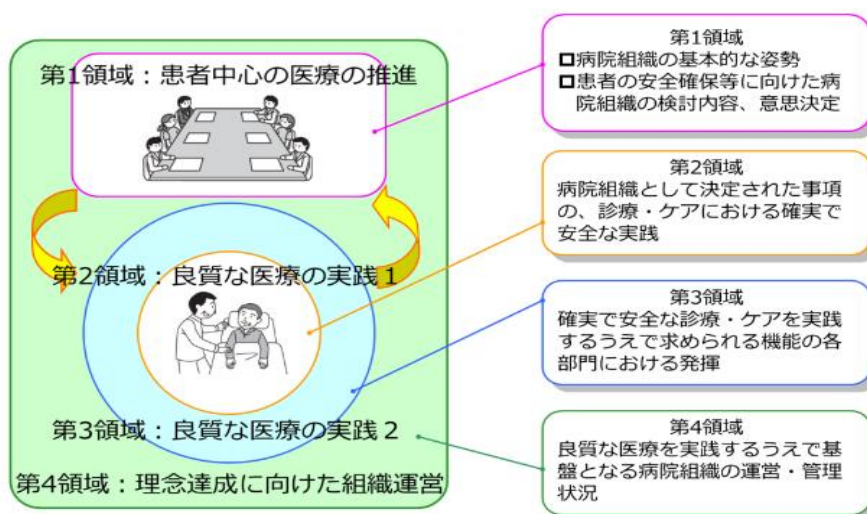 第1領域：患者中心の医療の推進
第2領域：良質な医療の実践１
第3領域：良質な医療の実践２
第4領域：理念達成に向けた組織運営
第1領域
□病院組織の基本的な姿勢
□患者の安全確保等に向けた病
院組織の検討内容、意思決定
第2領域
病院組織として決定された事項
の、診療・ケアにおける確実で
安全な実践
第3領域
確実で安全な診療・ケアを実践
するうえで求められる機能の各
部門における発揮
第4領域
良質な医療を実践するうえで基
盤となる病院組織の運営・管理
状況